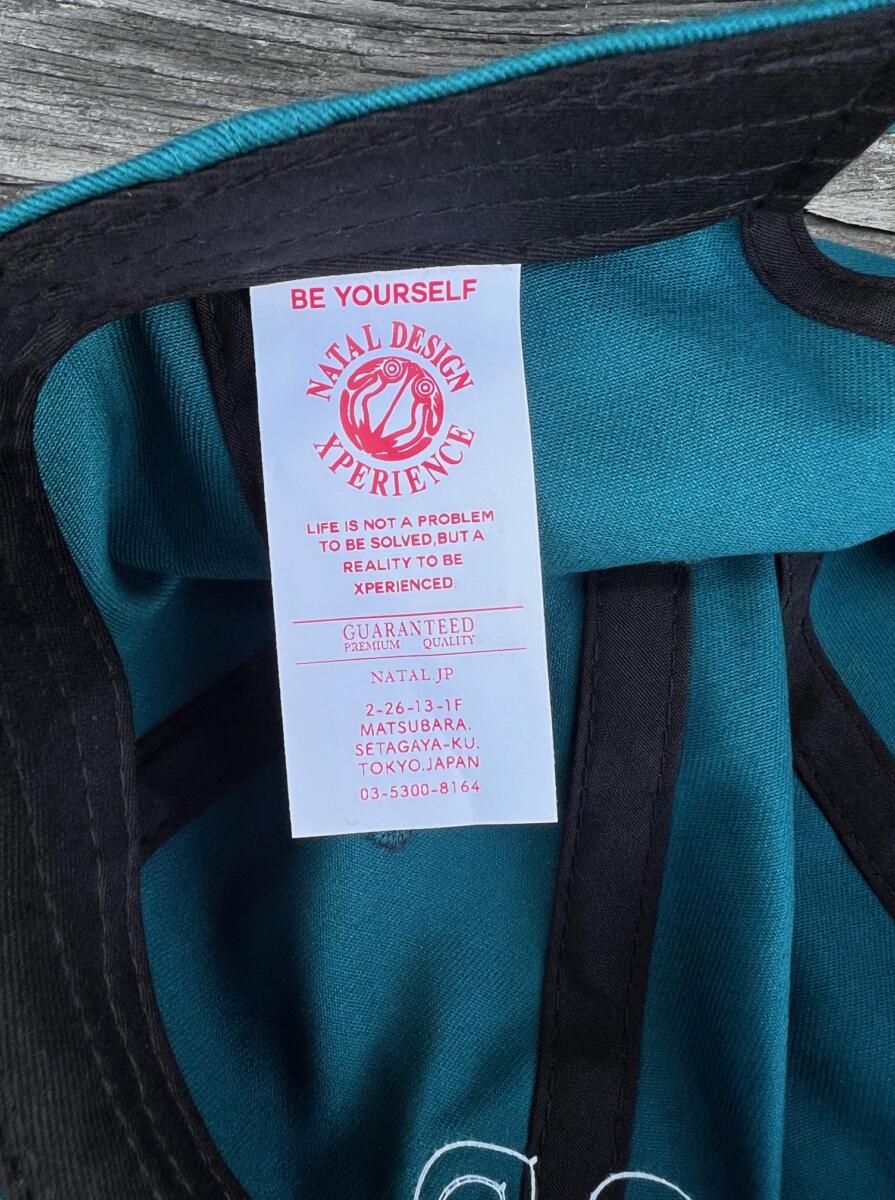 BE YOURSELF
NATAL DESIGN
XPERIENCE
LIFE IS NOT A PROBLEM
TO BE SOLVED,BUT A
REALITY TO BE
XPERIENCED.
GUARANTEED
PREMIUM QUALITY
NATAL.JP
2-26-13-1F
MATSUBARA.
SETAGAYA-KU.
TOKYO.JAPAN
03-5300-8164